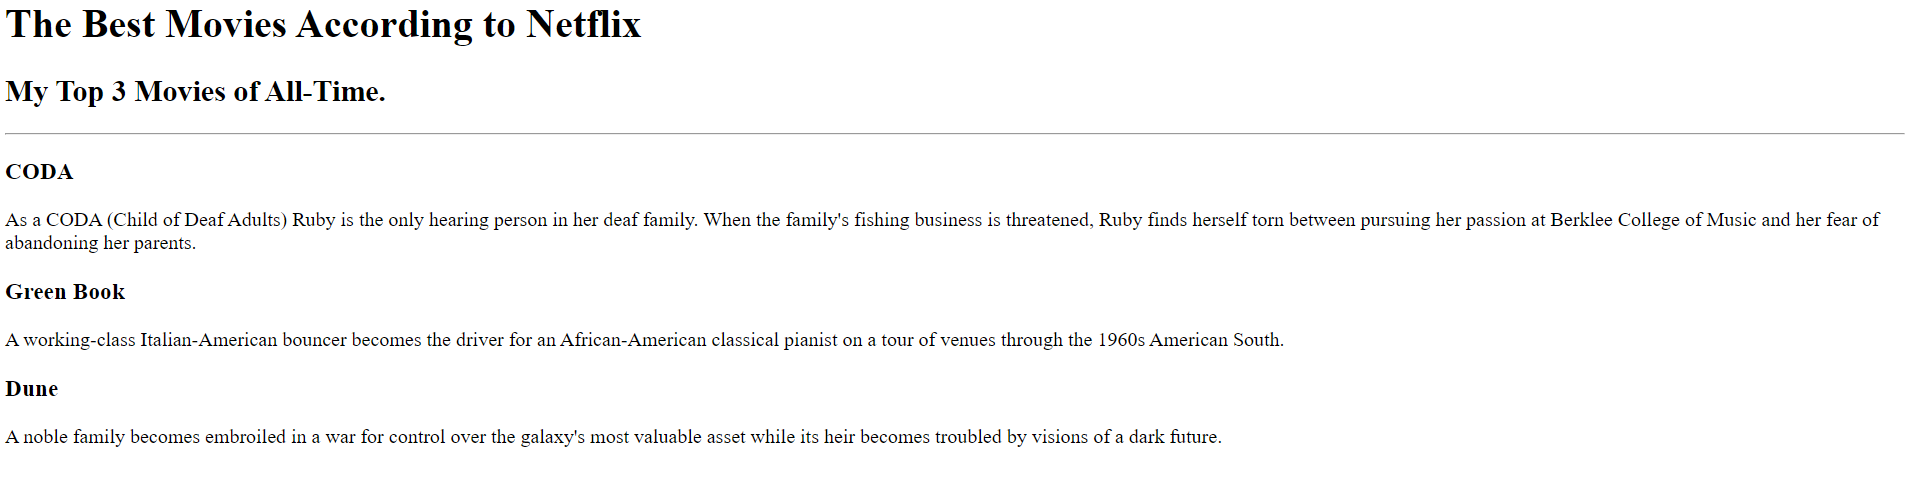 The Best Movies According to Netflix
My Top 3 Movies of All-Time.
CODA
As a CODA (Child of Deaf Adults) Ruby is the only hearing person in her deaf family. When the family's fishing business is threatened, Ruby finds herself torn between pursuing her passion at Berklee College of Music and her fear of
abandoning her parents.
Green Book
A working-class Italian-American bouncer becomes the driver for an African-American classical pianist on a tour of venues through the 1960s American South.
Dune
A noble family becomes embroiled in a war for control over the galaxy's most valuable asset while its heir becomes troubled by visions of a dark future.